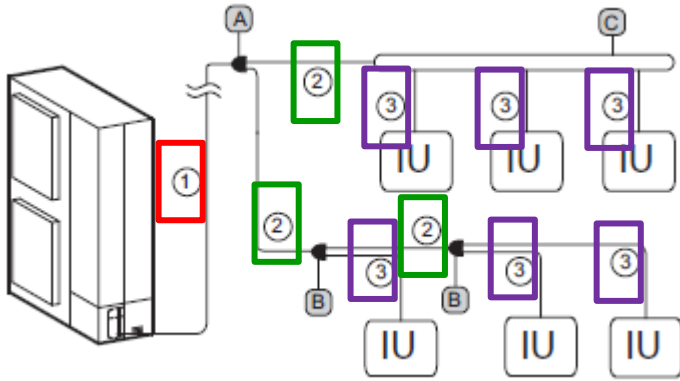 A
C
②
③ ③ ③
①
IU IU IU
② ②
③ ③ ③
B B
IU IU IU